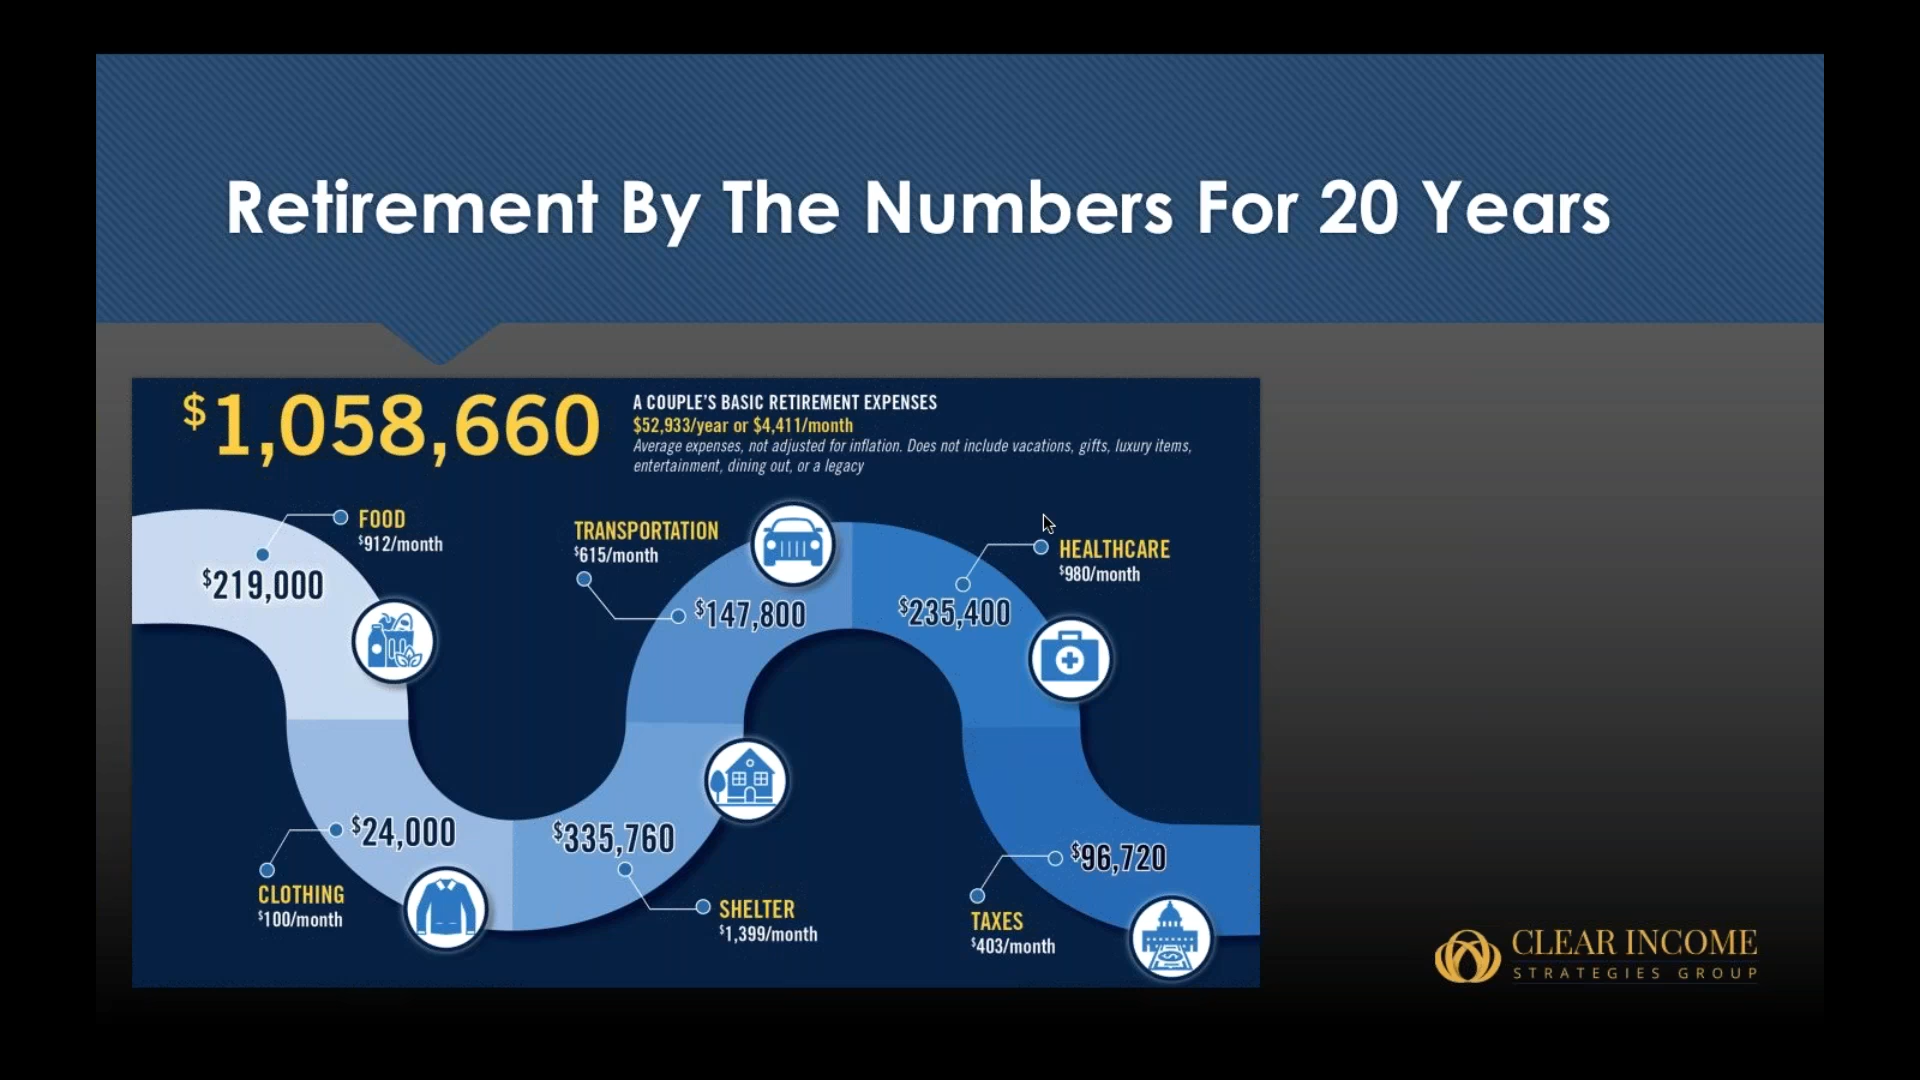 Retirement By The Numbers For 20 Years
$1,058,660
A COUPLE'S BASIC RETIREMENT EXPENSES
$52,933/year or $4,411/month
Average expenses, not adjusted for inflation. Does not include vacations, gifts, luxury items,
entertainment, dining out, or a legacy
FOOD
$912/month
$219,000
TRANSPORTATION
$615/month
$147,800
HEALTHCARE
$980/month
$235,400
$24,000
CLOTHING
$100/month
$335,760
SHELTER
$1,399/month
$96,720
TAXES
$403/month
CLEAR INCOME
STRATEGIES GROUP